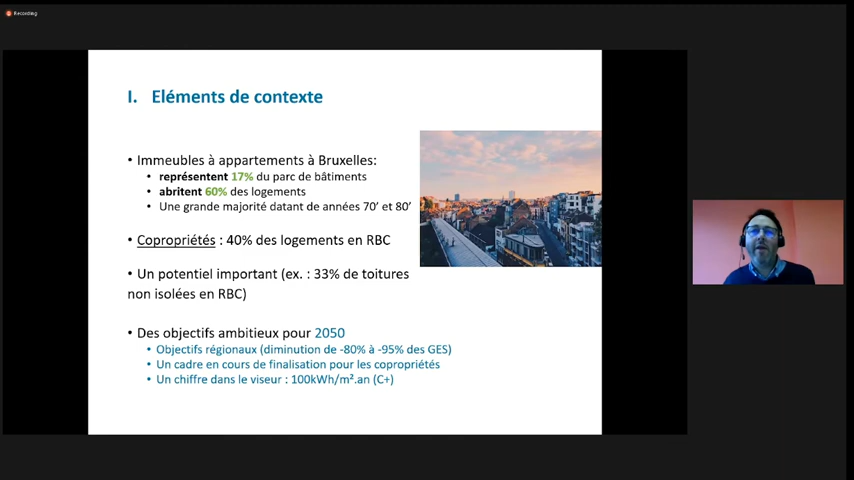 Recording
I. Eléments de contexte
• Immeubles à appartements à Bruxelles:
• représentent 17% du parc de bâtiments
• abritent 60% des logements
• Une grande majorité datant de années 70’ et 80’
• Copropriétés : 40% des logements en RBC
• Un potentiel important (ex. : 33% de toitures
non isolées en RBC)
• Des objectifs ambitieux pour 2050
• Objectifs régionaux (diminution de -80% à -95% des GES)
• Un cadre en cours de finalisation pour les copropriétés
• Un chiffre dans le viseur : 100kWh/m².an (C+)